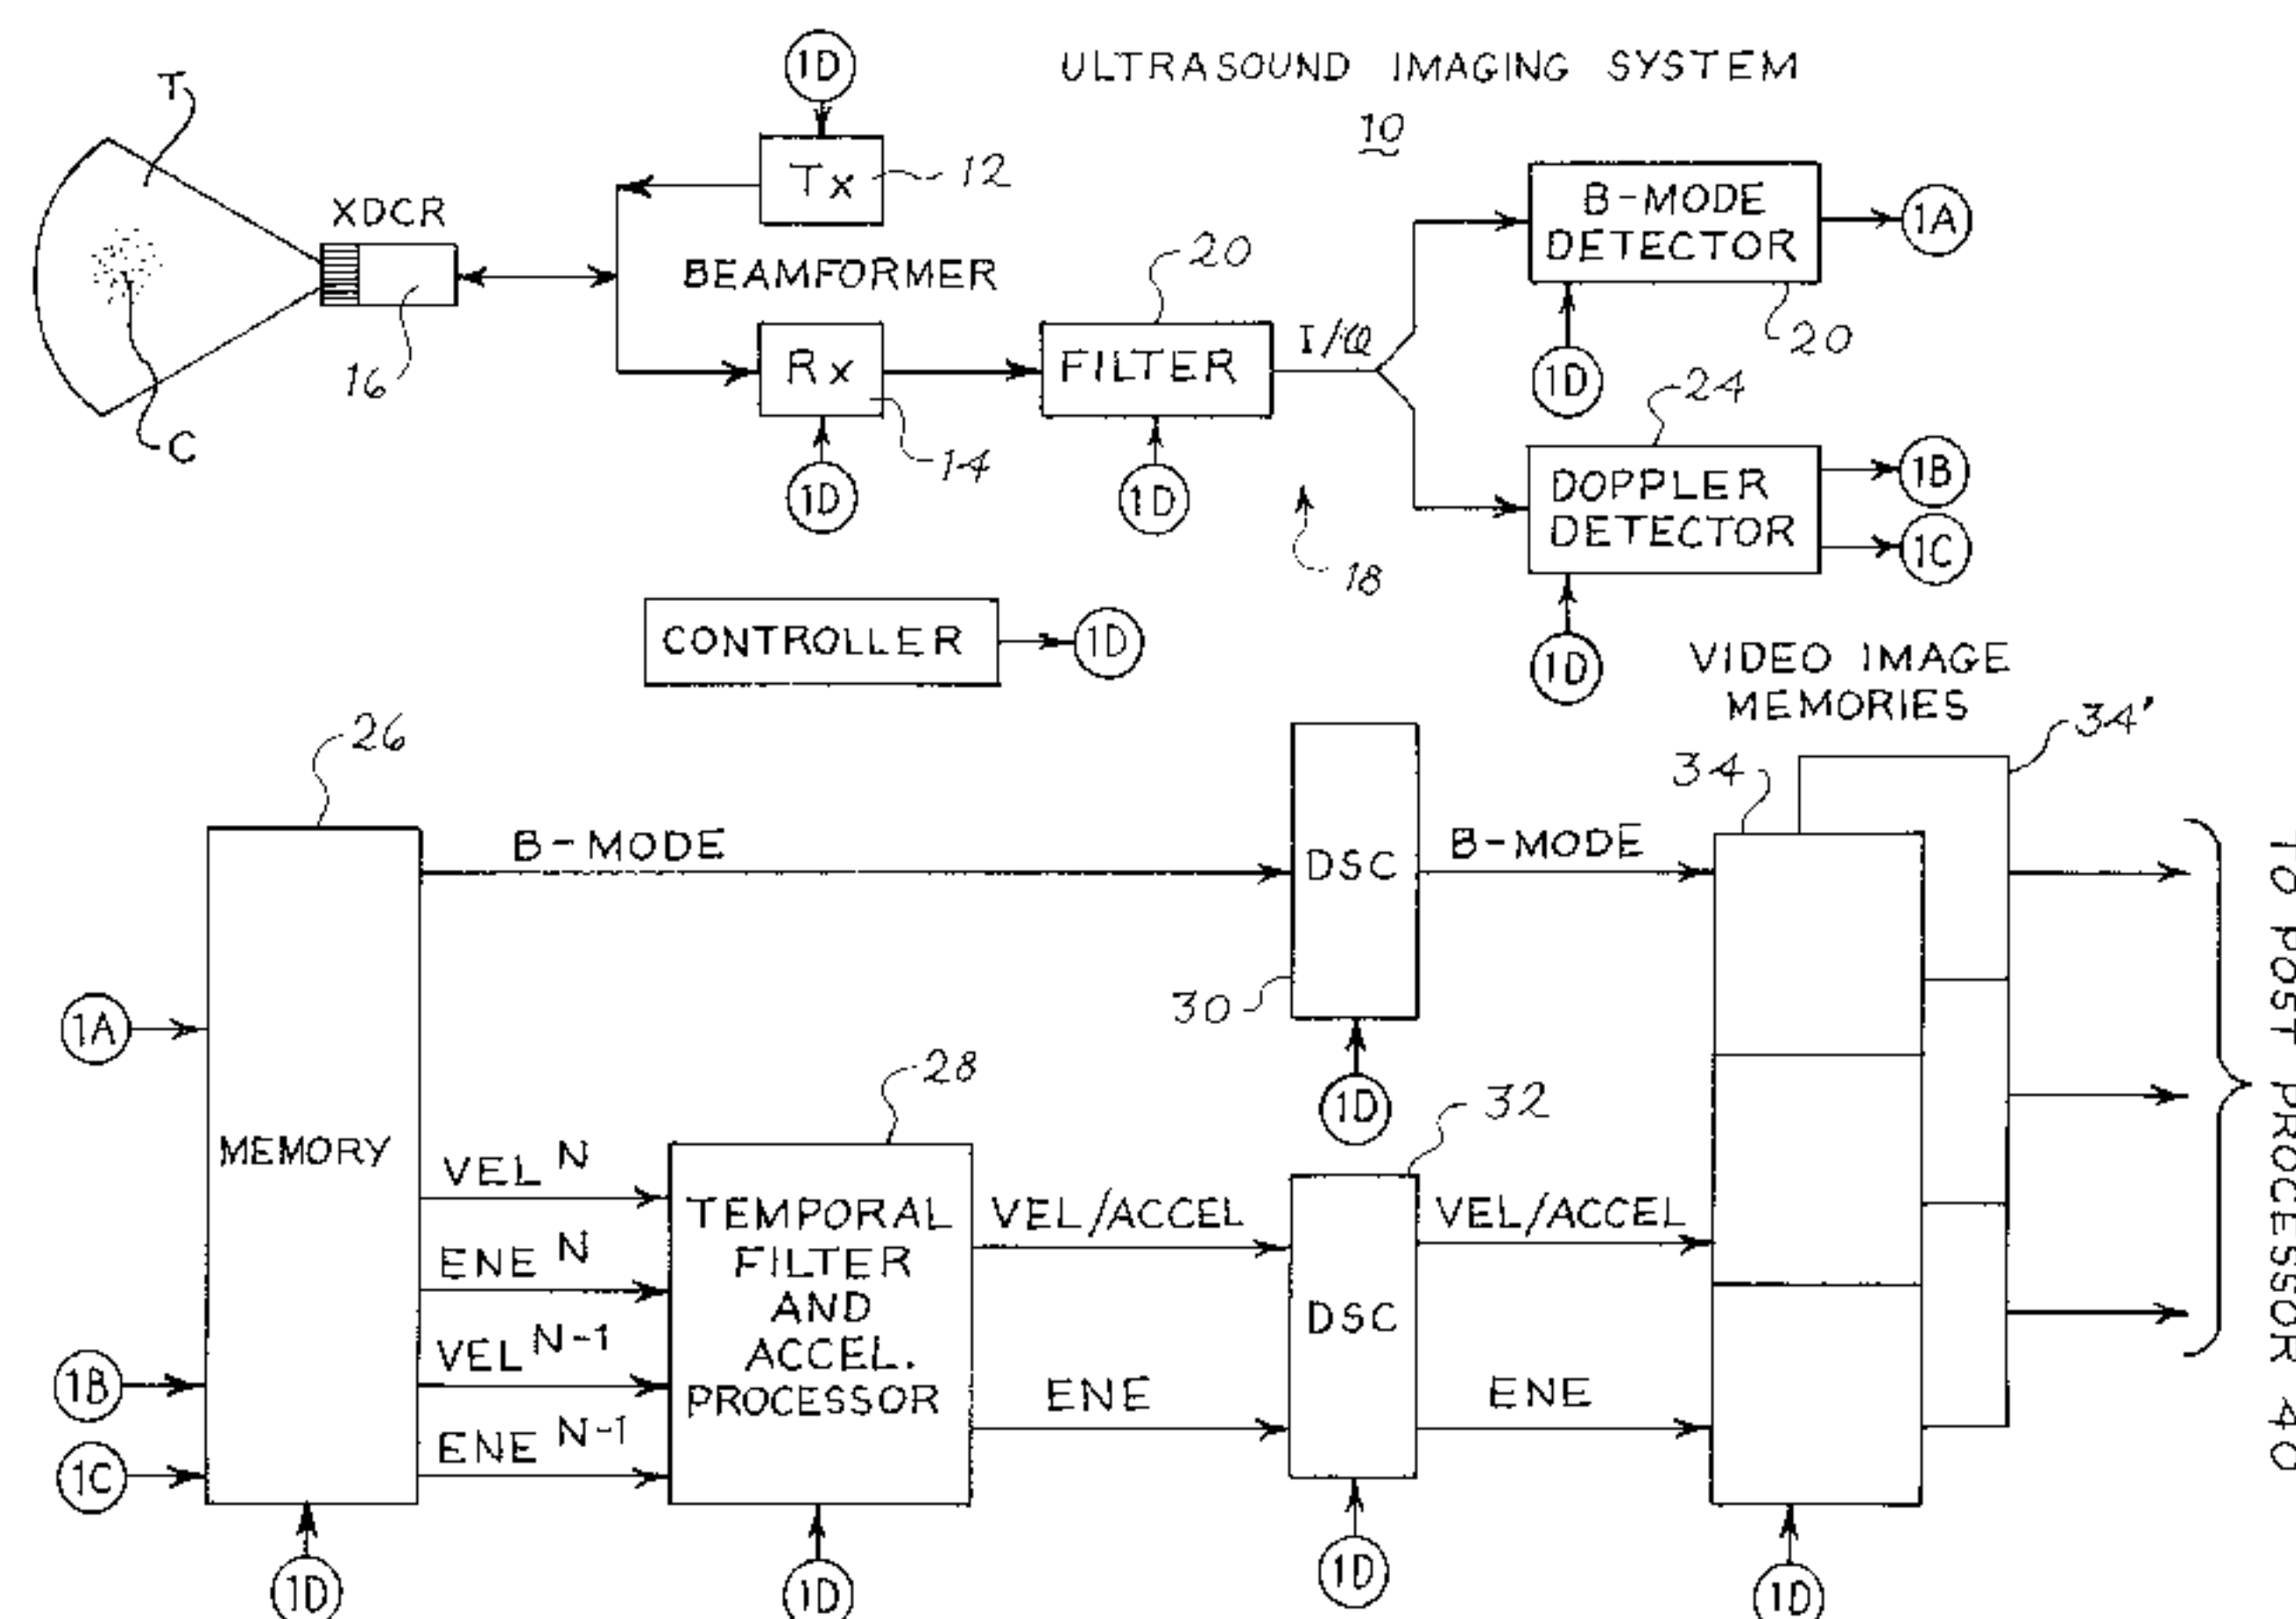 ULTRASOUND IMAGING SYSTEM
10
1D
T
Tx
12
XDCR
16
C
BEAMFORMER
Rx
14
1D
20
FILTER
1D
I/Q
18
B-MODE
DETECTOR
20
1A
1D
24
DOPPLER
DETECTOR
1B
1C
1D
CONTROLLER
1D
VIDEO IMAGE
MEMORIES
34
34'
26
MEMORY
1A
1B
1C
1D
B-MODE
VEL N
ENE N
VEL N-1
ENE N-1
28
TEMPORAL
FILTER
AND
ACCEL.
PROCESSOR
1D
VEL/ACCEL
ENE
DSC
30
1D
32
DSC
1D
B-MODE
VEL/ACCEL
ENE
1D
TO POST PROCESSOR 40